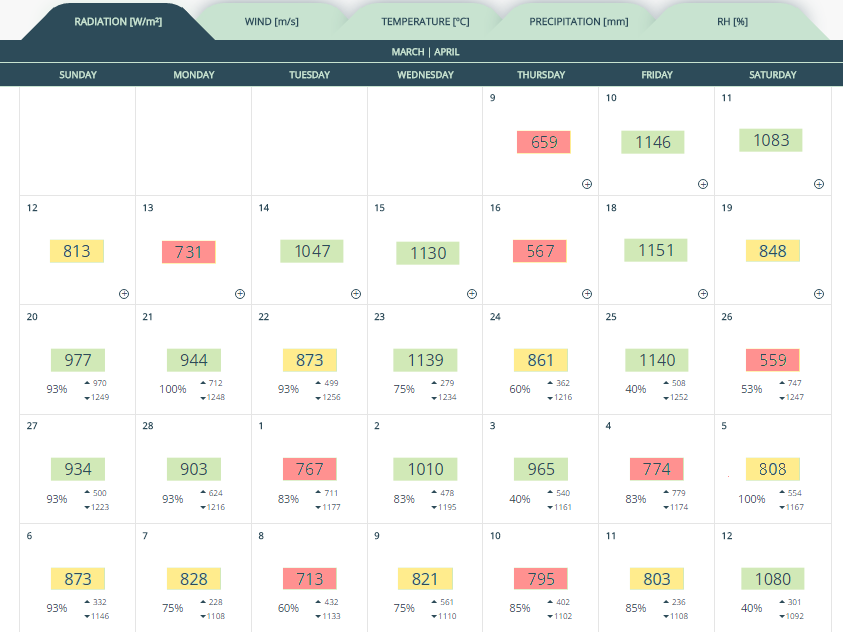 RADIATION [W/m²] WIND [m/s] TEMPERATURE [°C] PRECIPITATION [mm] RH [%]
MARCH | APRIL
SUNDAY MONDAY TUESDAY WEDNESDAY THURSDAY FRIDAY SATURDAY
9 10 11
659 1146 1083
12 13 14 15 16 18 19
813 731 1047 1130 567 1151 848
20 21 22 23 24 25 26
977 944 873 1139 861 1140 559
93% 970 100% 712 93% 499 75% 279 60% 362 40% 508 53% 747
1249 1248 1256 1234 1216 1252 1247
27 28 1 2 3 4 5
934 903 767 1010 965 774 808
93% 500 93% 624 83% 711 83% 478 40% 540 83% 779 100% 554
1223 1216 1177 1195 1161 1174 1167
6 7 8 9 10 11 12
873 828 713 821 795 803 1080
93% 332 75% 228 60% 432 75% 561 85% 402 85% 236 40% 301
1146 1108 1133 1110 1102 1108 1092